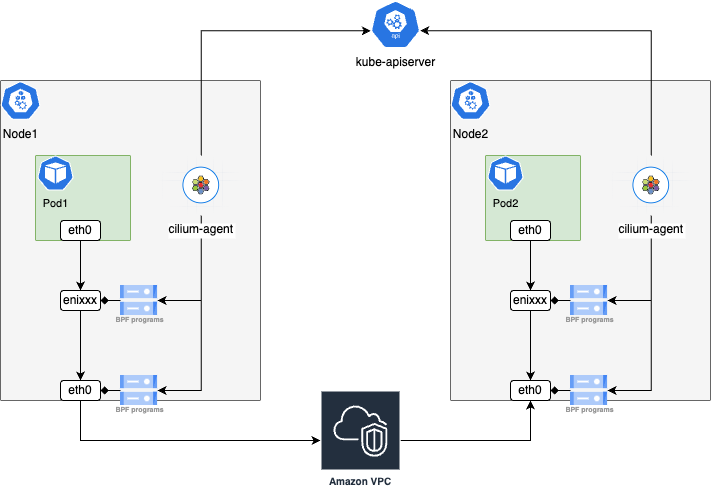 api
kube-apiserver
Node1
Node2
Pod1
Pod2
cilium-agent
cilium-agent
eth0
eth0
enixxx
enixxx
BPF programs
BPF programs
eth0
eth0
BPF programs
BPF programs
Amazon VPC